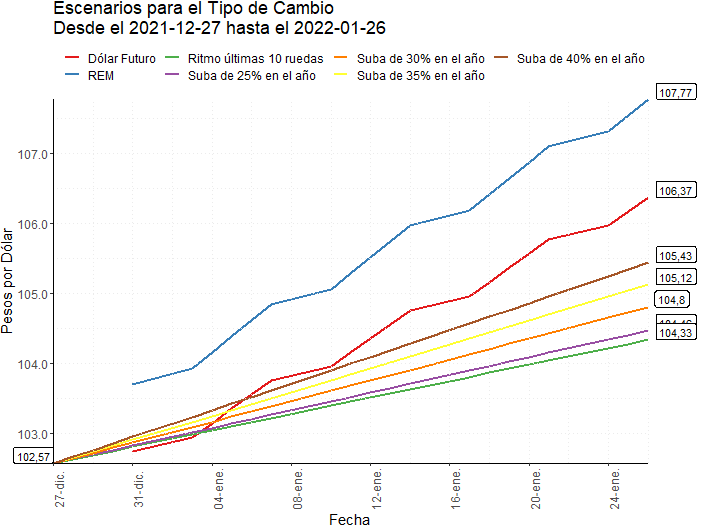 Escenarios para el Tipo de Cambio
Desde el 2021-12-27 hasta el 2022-01-26
Dólar Futuro
Ritmo últimas 10 ruedas
Suba de 30% en el año
Suba de 40% en el año
REM
Suba de 25% en el año
Suba de 35% en el año
107,77
107.0
106,37
106.0
Pesos por Dólar
105,43
105,12
105.0
104,8
104,33
104.0
103.0
102,57
27-dic.
31-dic.
04-ene.
08-ene.
12-ene.
16-ene.
20-ene.
24-ene.
Fecha